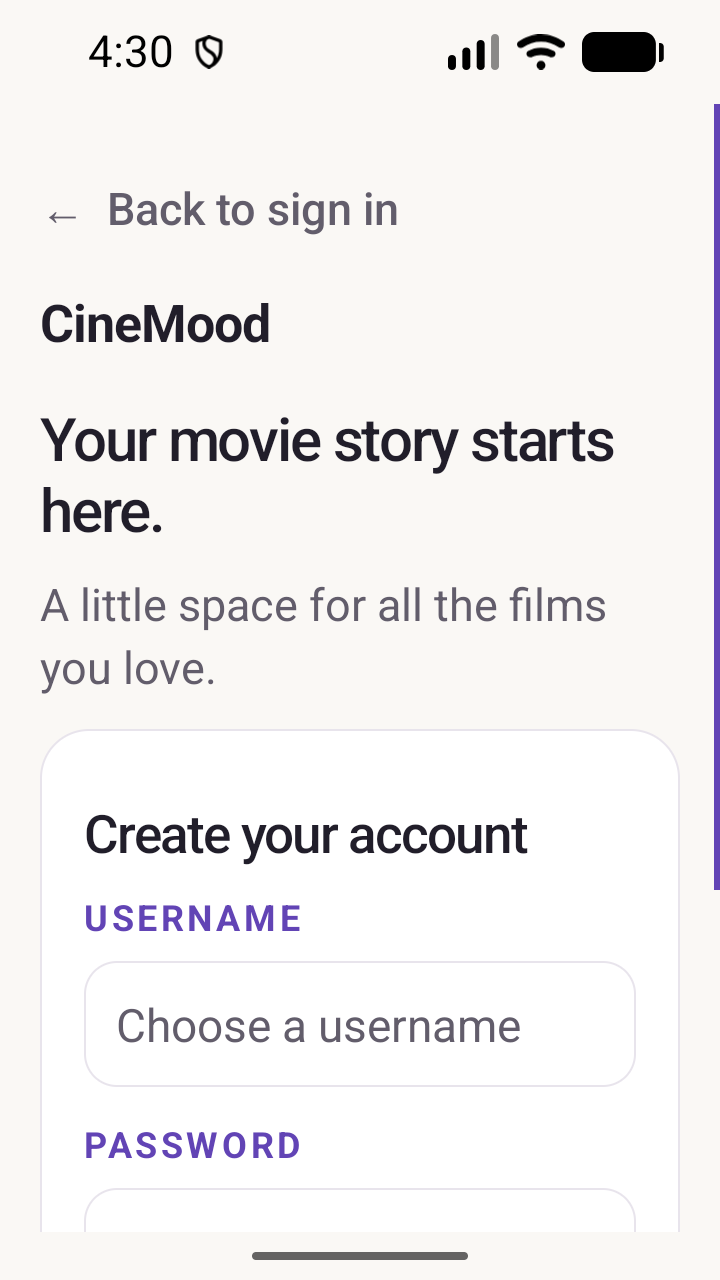 4:30
← Back to sign in
CineMood
Your movie story starts
here.
A little space for all the films
you love.
Create your account
USERNAME
Choose a username
PASSWORD